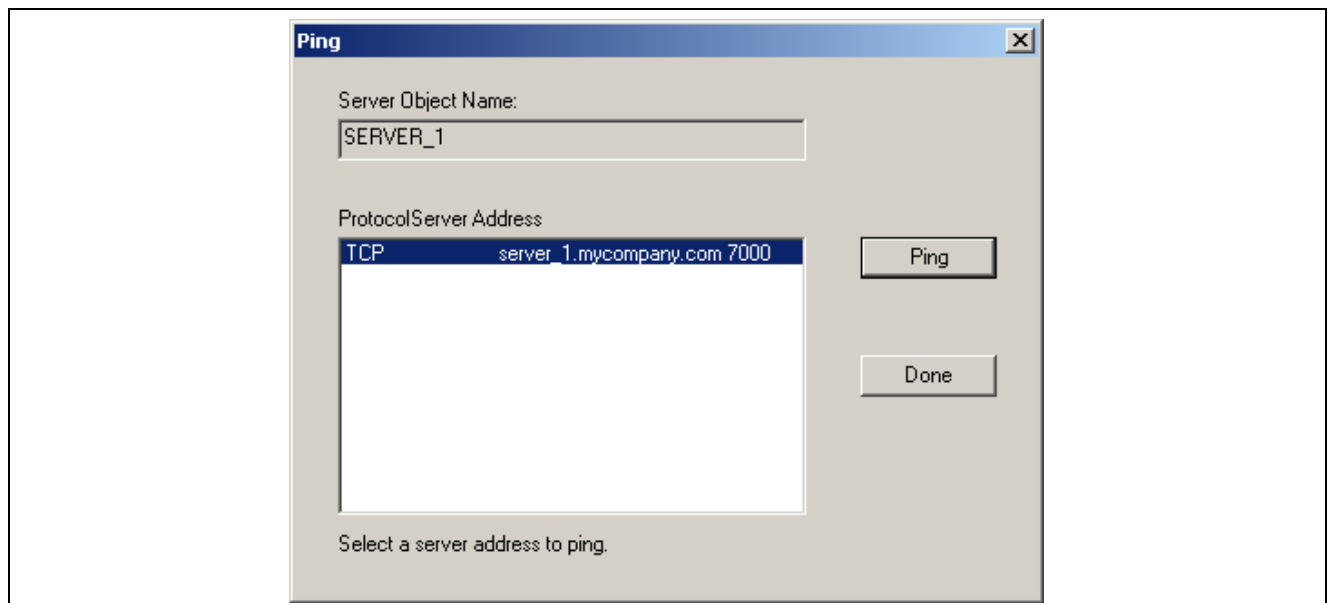 Ping
Server Object Name:
SERVER_1
ProtocolServer Address
TCP server_1.mycompany.com 7000
Ping
Done
Select a server address to ping.